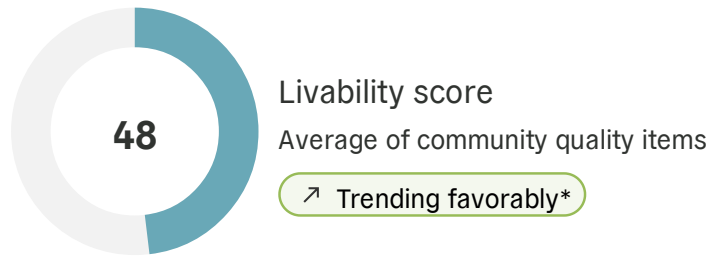 48
Livability score
Average of community quality items
↗ Trending favorably*